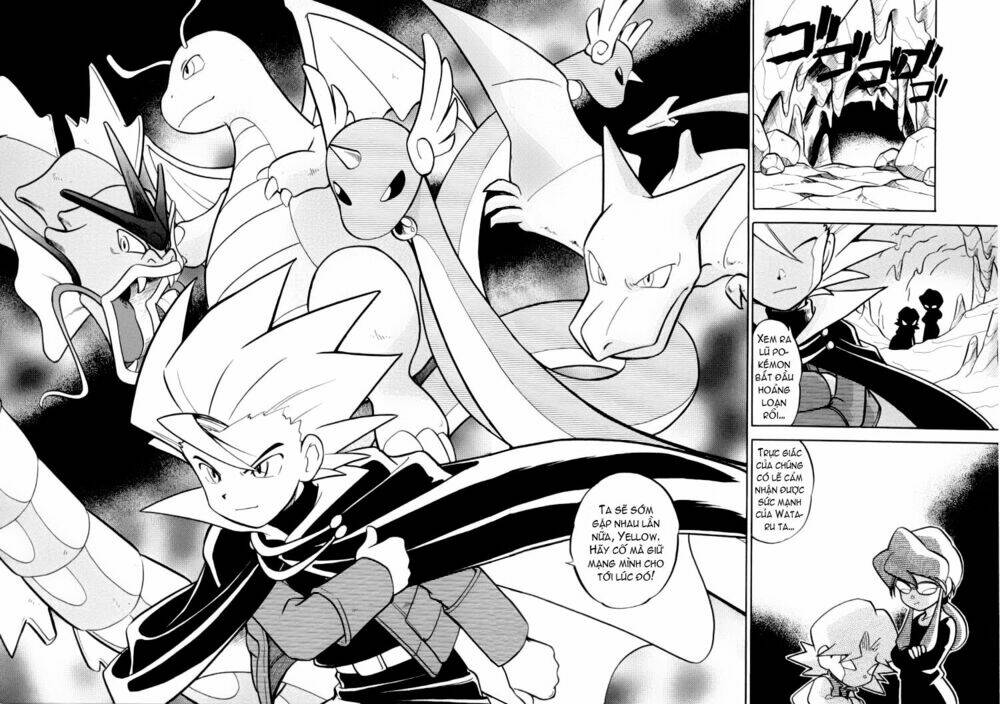 ゴゴゴゴ
XEM RA
LŨ PO-
KÉMON
BẮT ĐẦU
HOẢNG
LOẠN
RỒI...
TRỰC GIÁC
CỦA CHÚNG
CÓ LẼ CẢM
NHẬN ĐƯỢC
SỨC MẠNH
CỦA WATA-
RU TA...
TA SẼ SỚM
GẶP NHAU LẦN
NỮA, YELLOW.
HÃY CỐ MÀ GIỮ
MẠNG MÌNH CHO
TỚI LÚC ĐÓ!